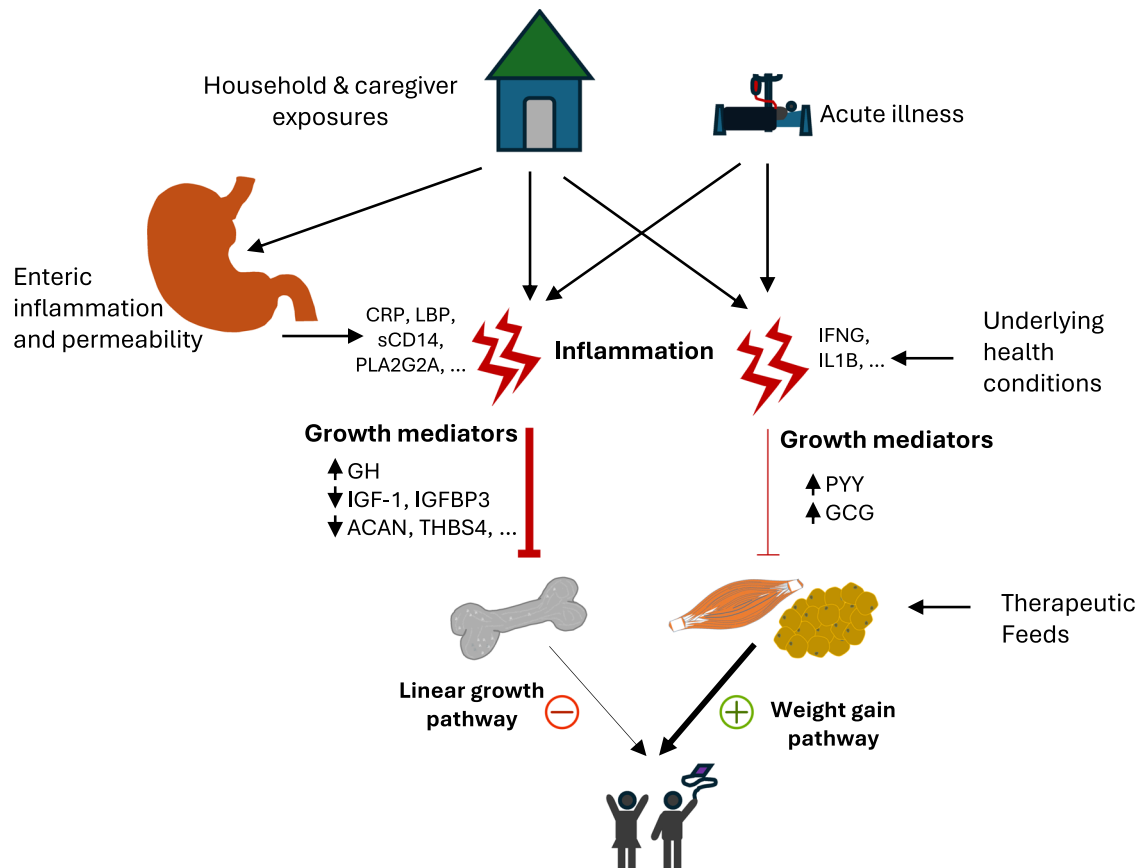 Household & caregiver
exposures
Acute illness
Enteric
inflammation
and permeability
CRP, LBP,
sCD14,
PLA2G2A, ...
Inflammation
IFNG,
IL1B, ...
Underlying
health
conditions
Growth mediators
GH
IGF-1, IGFBP3
ACAN, THBS4, ...
Growth mediators
PYY
GCG
Therapeutic
Feeds
Linear growth
pathway
Weight gain
pathway